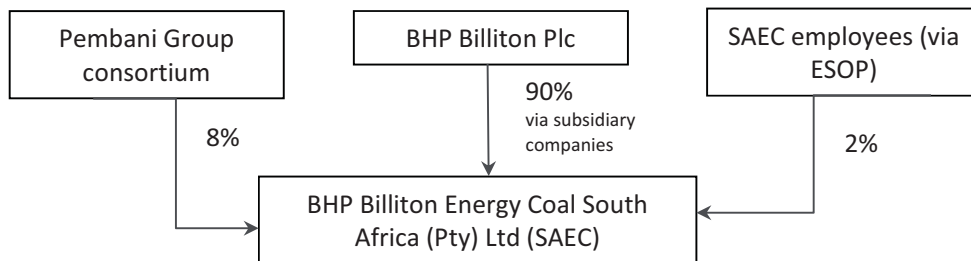 Pembani Group
consortium
BHP Billiton Plc
SAEC employees (via
ESOP)
8%
90%
via subsidiary
companies
2%
BHP Billiton Energy Coal South
Africa (Pty) Ltd (SAEC)